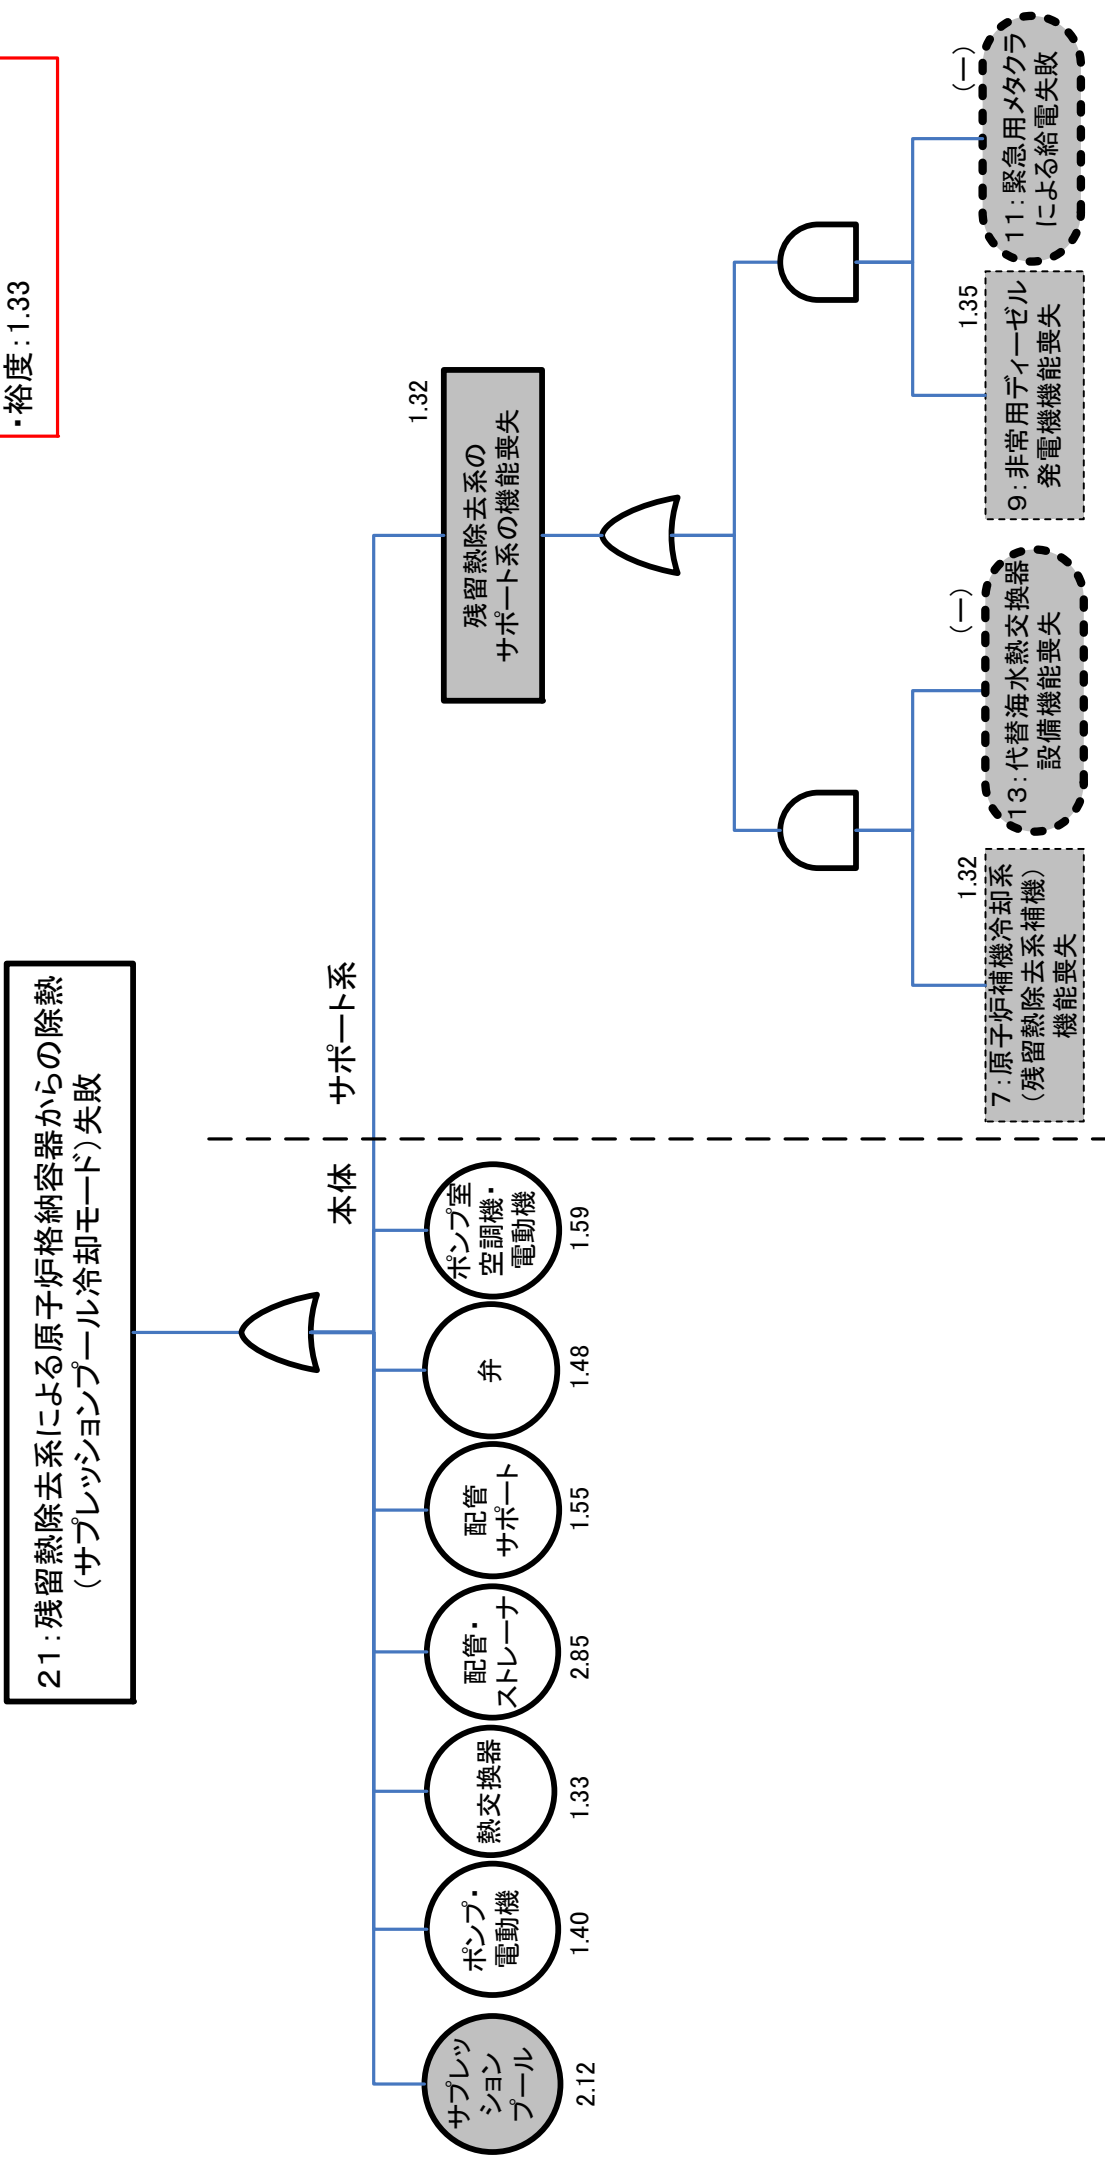 ・裕度：1.33
21：残留熱除去系による原子炉格納容器からの除熱
（サプレッションプール冷却モード）失敗
本体
サポート系
サプレッ
ション
プール
2.12
ポンプ・
電動機
1.40
熱交換器
1.33
配管・
ストレーナ
2.85
配管
サポート
1.55
弁
1.48
ポンプ室
空調機・
電動機
1.59
1.32
残留熱除去系の
サポート系の機能喪失
1.32
7：原子炉補機冷却系
（残留熱除去系補機）
機能喪失
（—）
13：代替海水熱交換器
設備機能喪失
1.35
9：非常用ディーゼル
発電機機能喪失
（—）
11：緊急用メタクラ
による給電失敗